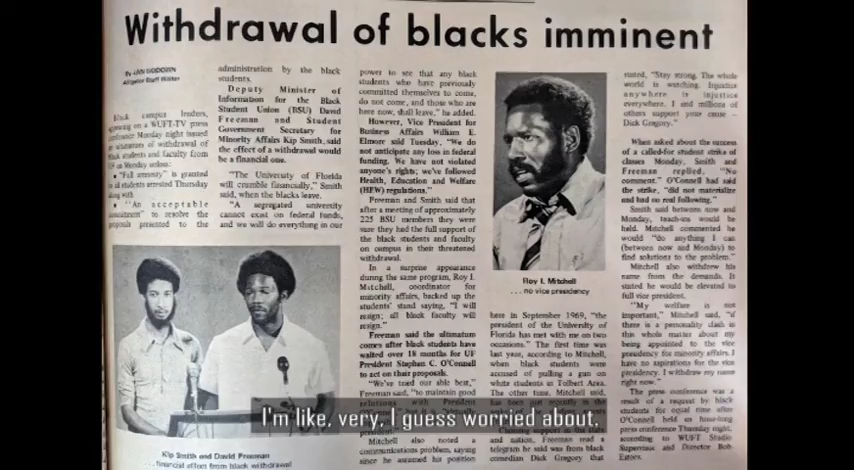 Withdrawal of blacks imminent
By JAN GODOWN
Alligator Staff Writer
Black campus leaders,
appearing on a WUFT-TV press
conference Monday night issued
an ultimatum of withdrawal of
black students and faculty from
UF on Monday unless:
• "Full amnesty" is granted
to all students arrested Thursday
along with
• "An acceptable
commitment" to resolve the
proposals presented to the
administration by the black
students.
Deputy Minister of
Information for the Black
Student Union (BSU) David
Freeman and Student
Government Secretary for
Minority Affairs Kip Smith, said
the effect of a withdrawal would
be a financial one.
"The University of Florida
will crumble financially," Smith
said, when the blacks leave.
"A segregated university
cannot exist on federal funds,
and we will do everything in our
Kip Smith and David Freeman
...financial effort from black withdrawal
power to see that any black
students who have previously
committed themselves to come,
do not come, and those who are
here now, shall leave," he added.
However, Vice President for
Business Affairs William E.
Elmore said Tuesday, "We do
not anticipate any loss in federal
funding. We have not violated
anyone's rights; we've followed
Health, Education and Welfare
(HEW) regulations."
Freeman and Smith said that
after a meeting of approximately
225 BSU members they were
sure they had the full support of
the black students and faculty
on campus in their threatened
withdrawal.
In a surprise appearance
during the same program, Roy I.
Mitchell, coordinator for
minority affairs, backed up the
students' stand saying, "I will
resign; all black faculty will
resign."
Freeman said the ultimatum
comes after black students have
waited over 18 months for UF
President Stephen C. O'Connell
to act on their proposals.
"We've tried our able best,"
Freeman said, "to maintain good
relations with President
president."
Mitchell also noted a
communications problem, saying
since he assumed his position
Roy I. Mitchell
...no vice presidency
here in September 1969, "the
president of the University of
Florida has met with me on two
occasions." The first time was
last year, according to Mitchell,
when black students were
accused of pulling a gun on
white students in Tolbert Area.
The other time, Mitchell said,
has been just recently in the
and nation, Freeman read a
telegram he said was from black
comedian Dick Gregory that
stated, "Stay strong. The whole
world is watching. Injustice
anywhere is injustice
everywhere. I and millions of
others support your cause –
Dick Gregory."
When asked about the success
of a called-for student strike of
classes Monday, Smith and
Freeman replied, "No
comment." O'Connell had said
the strike, "did not materialize
and had no real following."
Smith said between now and
Monday, teach-ins would be
held. Mitchell commented he
would "do anything I can
(between now and Monday) to
find solutions to the problem."
Mitchell also withdrew his
name from the demands. It
stated he would be elevated to
full vice president.
"My welfare is not
important," Mitchell said, "if
there is a personality clash in
this whole matter about my
being appointed to the vice
presidency for minority affairs. I
have no aspirations for the vice
presidency. I withdraw my name
right now."
The press conference was a
result of a request by black
students for equal time after
O'Connell held an hour-long
press conference Thursday night,
according to WUFT Studio
Supervisor and Director Bob
I'm like, very, I guess worried about.